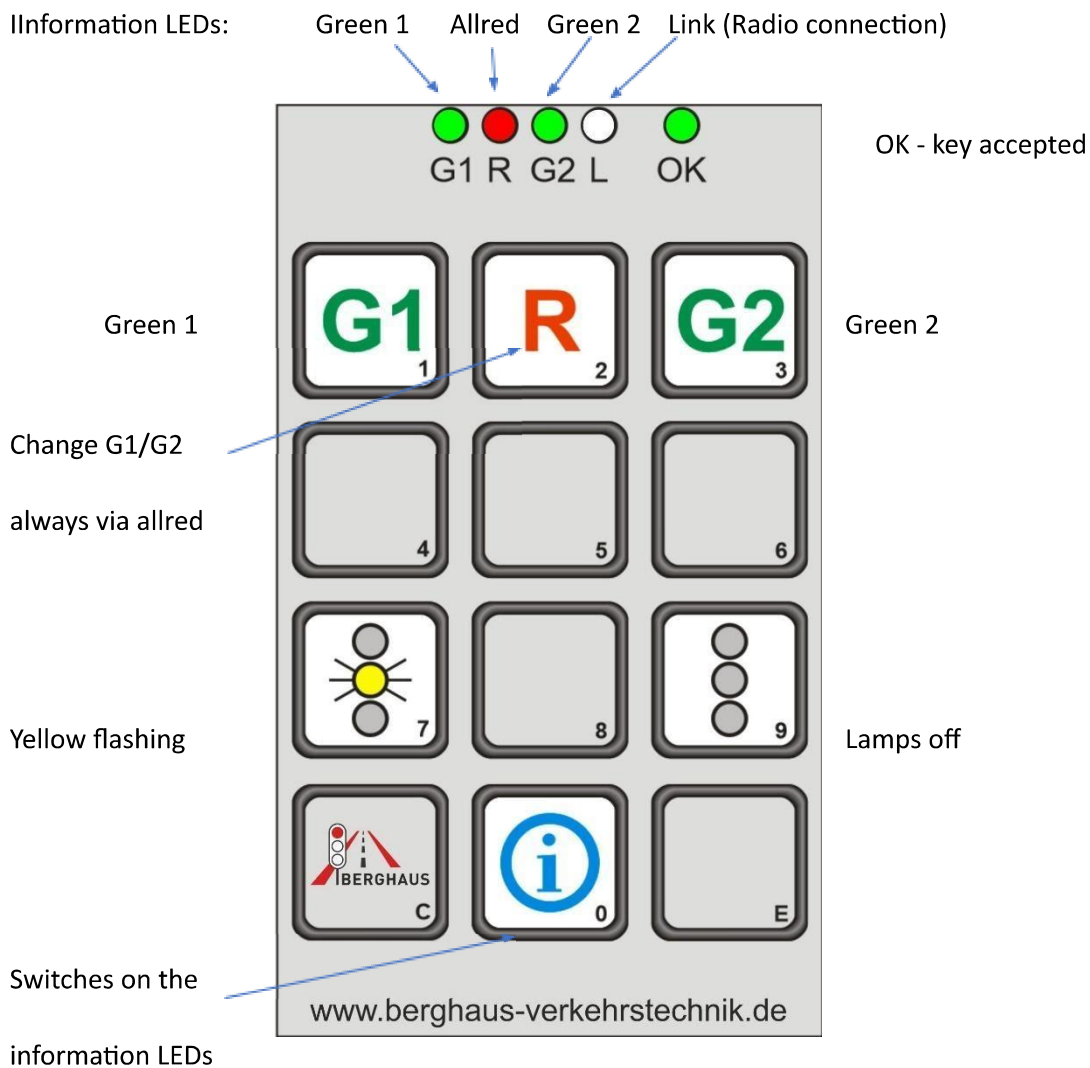 IInformation LEDs: Green 1 Allred Green 2 Link (Radio connection)
G1 R G2 L OK
OK - key accepted
Green 1
G1
1
R
2
G2
3
Green 2
Change G1/G2
always via allred
4
5
6
7
8
9
Yellow flashing
Lamps off
BERGHAUS
C
i
0
E
Switches on the
information LEDs
www.berghaus-verkehrstechnik.de